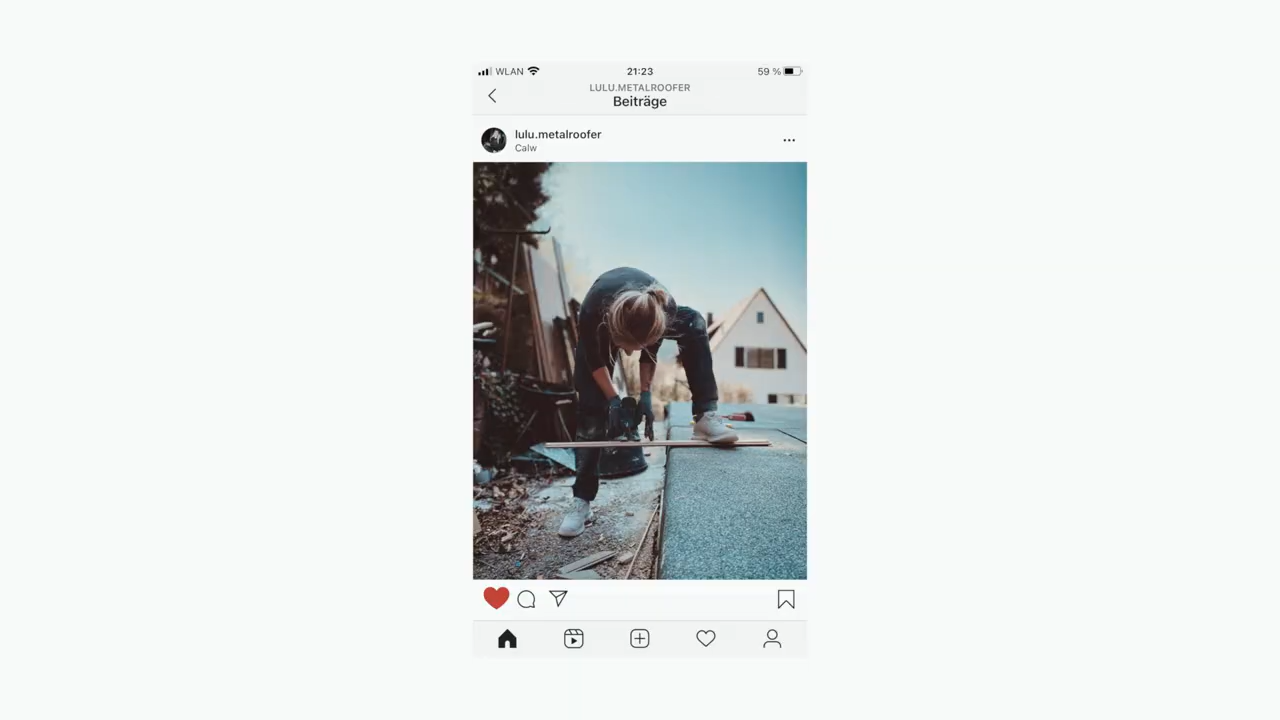 WLAN 21:23 59 %
LULU.METALROOFER
Beiträge
lulu.metalroofer
Calw